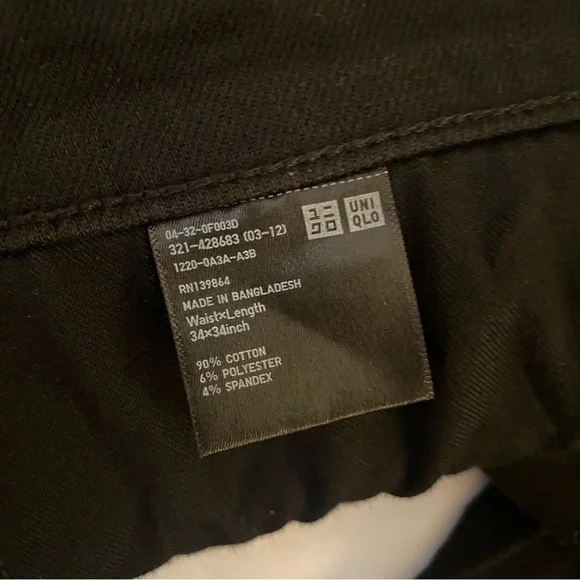 04-32-0F003D
321-428683 (03-12)
1220-0A3A-A3B
ユニ
クロ
UNI
QLO
RN139864
MADE IN BANGLADESH
Waist×Length
34×34inch
90% COTTON
6% POLYESTER
4% SPANDEX